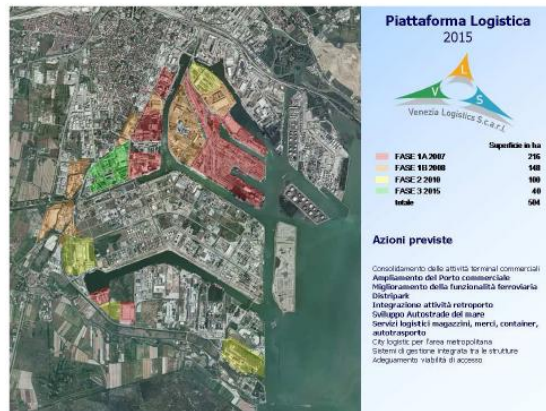 Piattaforma Logistica
2015
V L S
Venezia Logistics S.c.a r.l.
Superficie in ha
FASE 1A 2007 216
FASE 1B 2008 148
FASE 2 2010 100
FASE 3 2015 40
totale 504
Azioni previste
Consolidamento delle attività terminal commerciali
Ampliamento del Porto commerciale
Miglioramento della funzionalità ferroviaria
Distripark
Integrazione attività retroporto
Sviluppo Autostrade del mare
Servizi logistici magazzini, merci, container,
autotrasporto
City logistic per l'area metropolitana
Sistemi di gestione integrata tra le strutture
Adeguamento viabilità di accesso